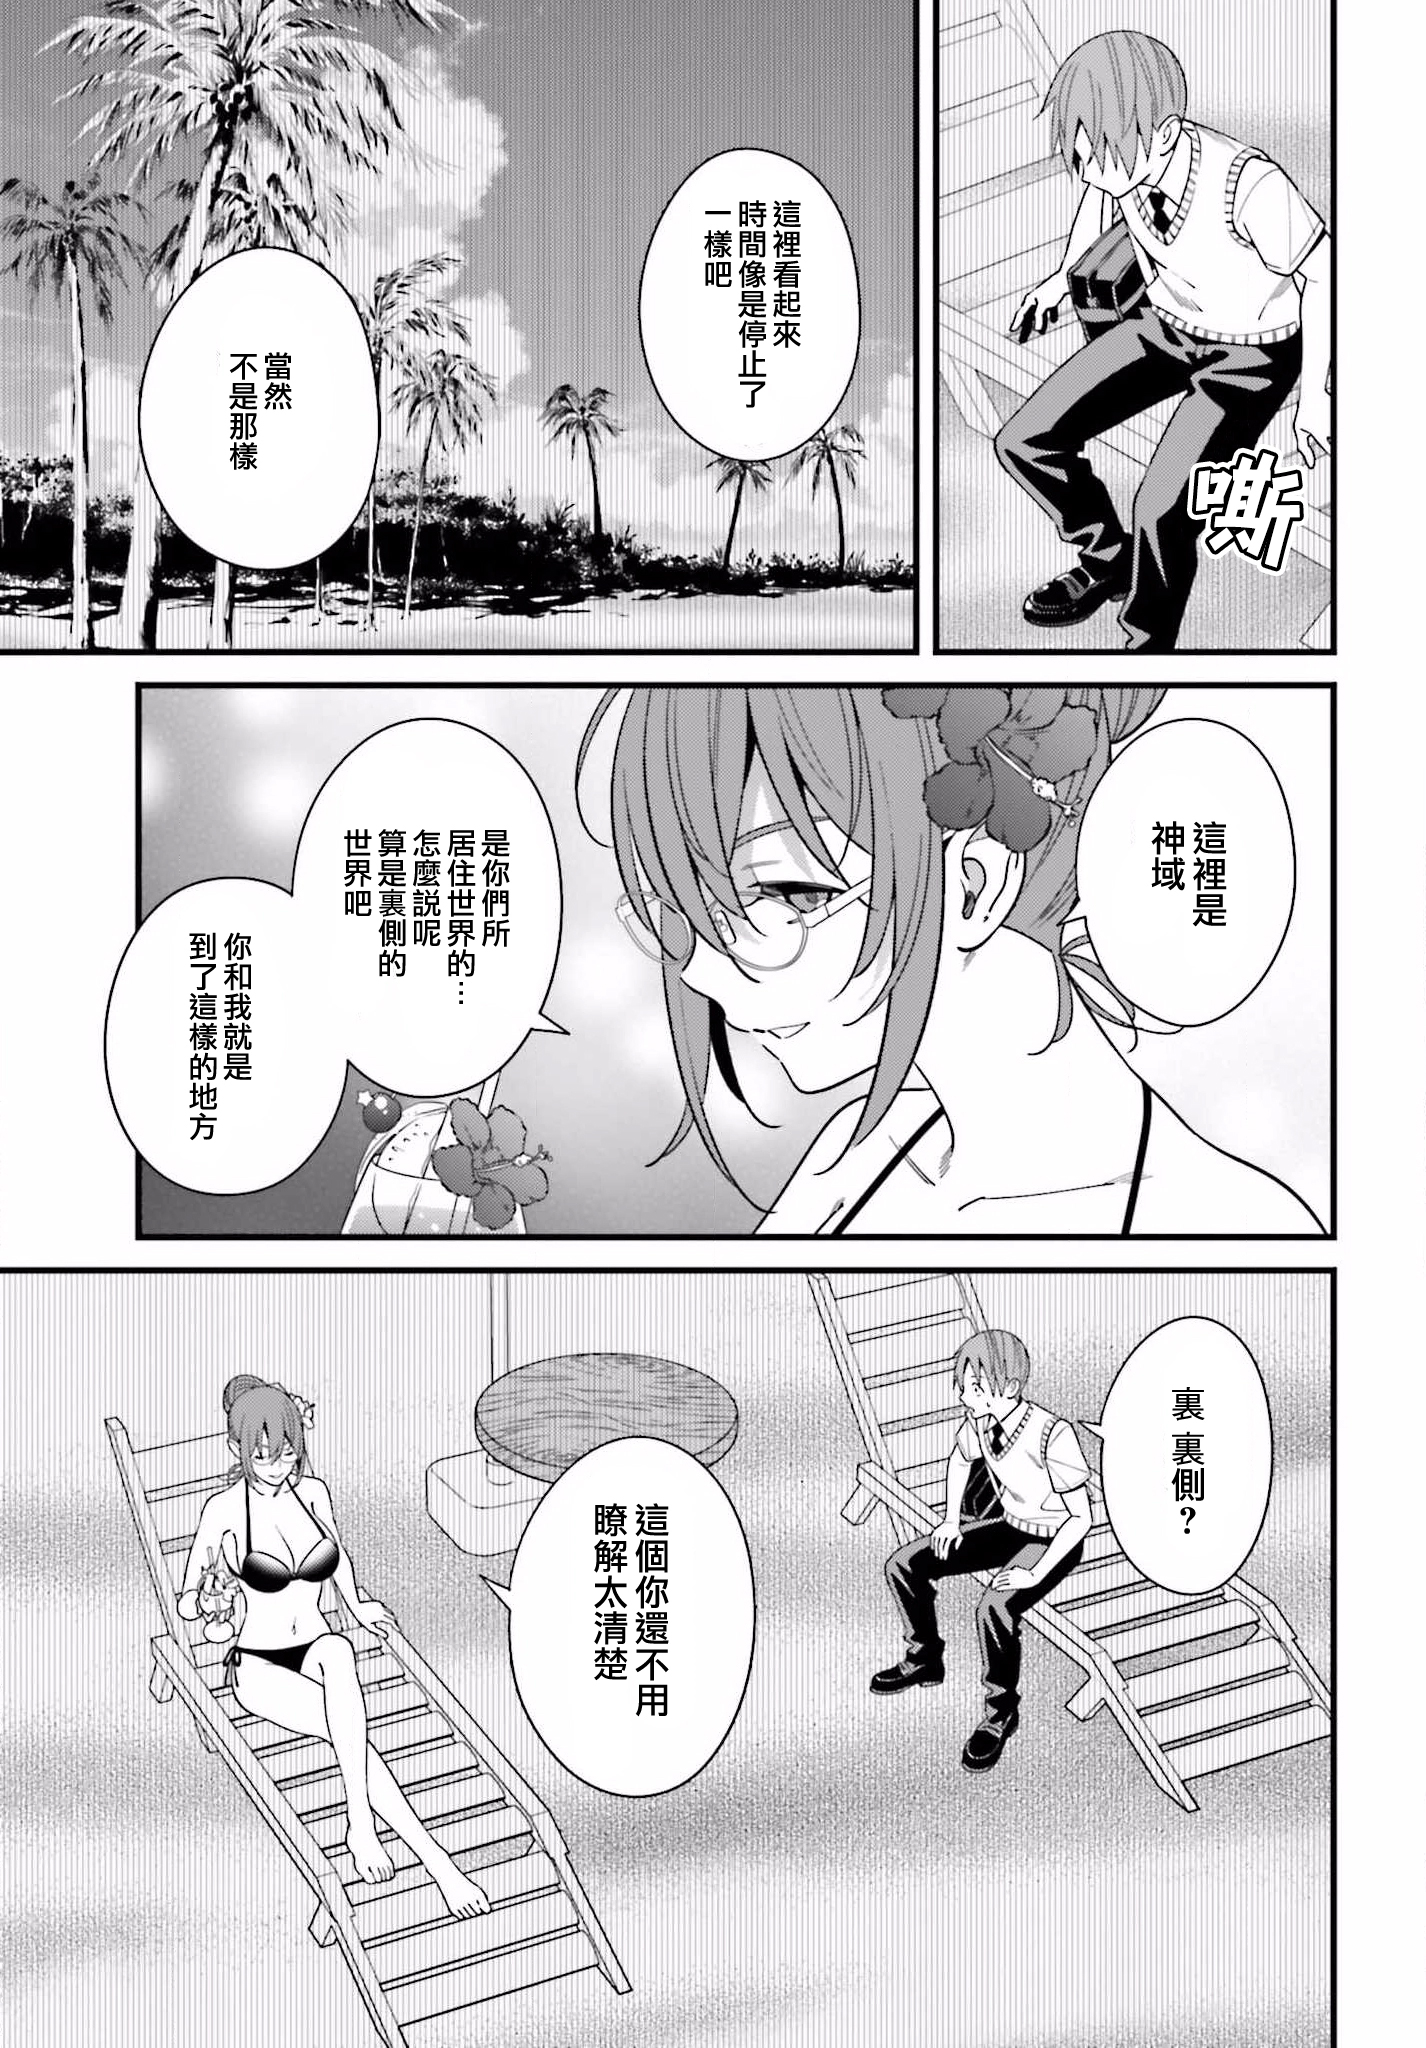 嘶
這裡看起來
時間像是停止了
一樣吧
當然
不是那樣
這裡是
神域
是你們所
居住世界的…
怎麼說呢
算是裏側的
世界吧
你和我就是
到了這樣的地方
裏 裏側?
這個你還不用
瞭解太清楚